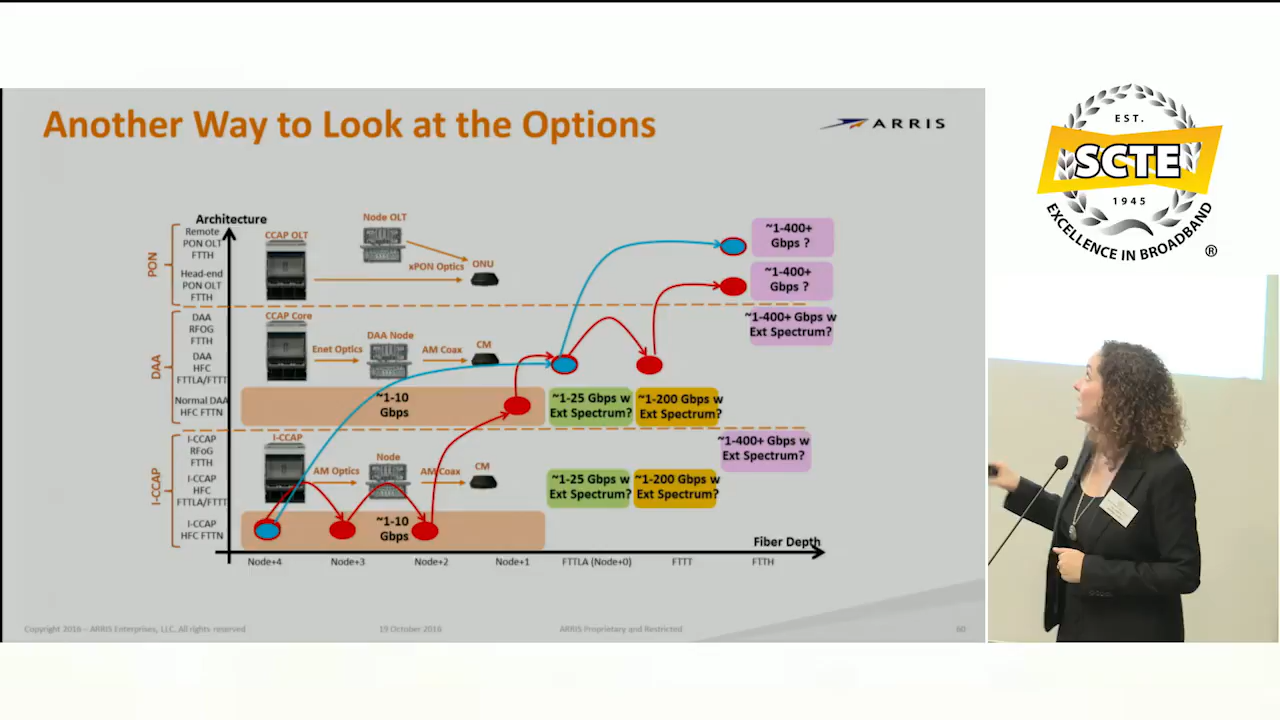 Another Way to Look at the Options
ARRIS
EST.
SCTE
1945
EXCELLENCE IN BROADBAND
®
Architecture
PON
Remote
PON OLT
FTTH
Head-end
PON OLT
FTTH
CCAP OLT
Node OLT
xPON Optics
ONU
~1-400+
Gbps ?
~1-400+
Gbps ?
DAA
DAA
RFOG
FTTH
DAA
HFC
FTTLA/FTTT
Normal DAA
HFC FTTN
CCAP Core
Enet Optics
DAA Node
AM Coax
CM
~1-400+ Gbps w
Ext Spectrum?
~1-10
Gbps
~1-25 Gbps w
Ext Spectrum?
~1-200 Gbps w
Ext Spectrum?
I-CCAP
I-CCAP
RFoG
FTTH
I-CCAP
HFC
FTTLA/FTTT
I-CCAP
HFC FTTN
I-CCAP
AM Optics
Node
AM Coax
CM
~1-400+ Gbps w
Ext Spectrum?
~1-25 Gbps w
Ext Spectrum?
~1-200 Gbps w
Ext Spectrum?
~1-10
Gbps
Fiber Depth
Node+4
Node+3
Node+2
Node+1
FTTLA (Node+0)
FTTT
FTTH
Copyright 2016 – ARRIS Enterprises, LLC. All rights reserved
19 October 2016
ARRIS Proprietary and Restricted
60